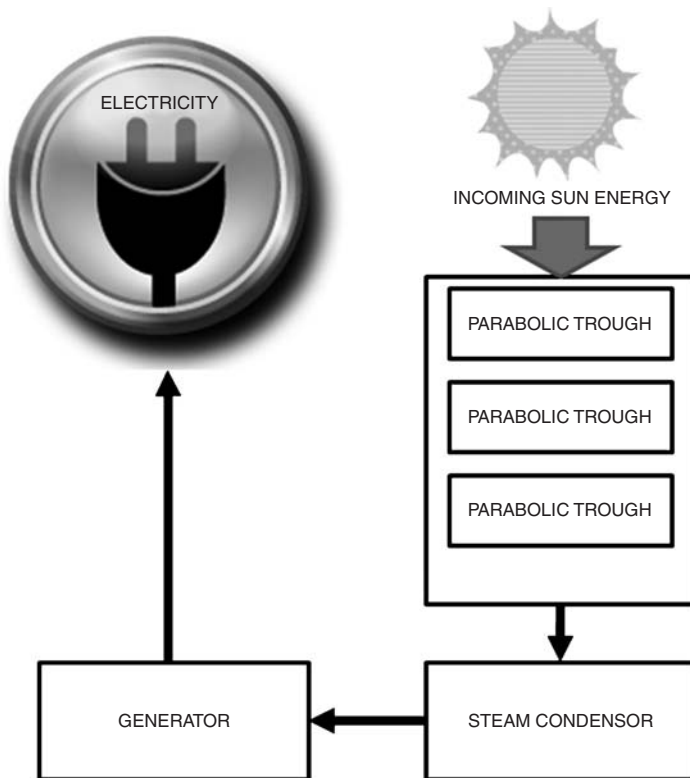 ELECTRICITY
INCOMING SUN ENERGY
PARABOLIC TROUGH
PARABOLIC TROUGH
PARABOLIC TROUGH
GENERATOR
STEAM CONDENSOR